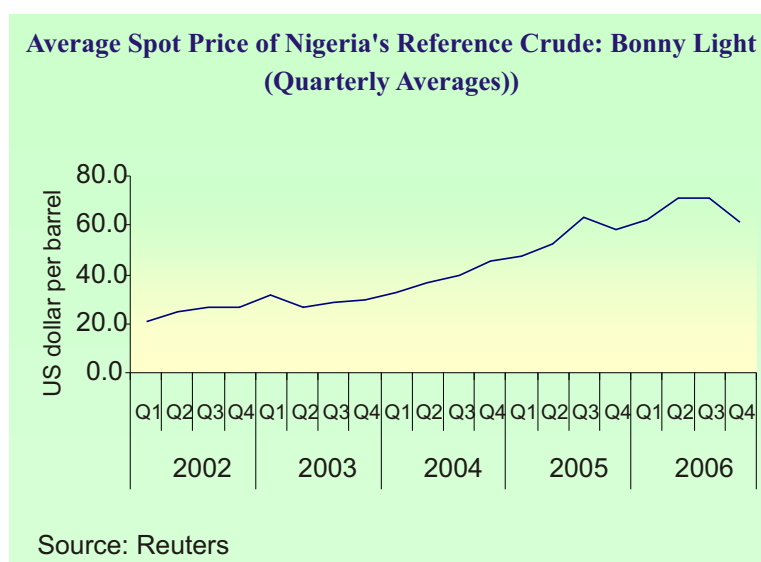 Average Spot Price of Nigeria's Reference Crude: Bonny Light
(Quarterly Averages))
US dollar per barrel
80.0
60.0
40.0
20.0
0.0
Q1 Q2 Q3 Q4 Q1 Q2 Q3 Q4 Q1 Q2 Q3 Q4 Q1 Q2 Q3 Q4 Q1 Q2 Q3 Q4
2002 2003 2004 2005 2006
Source: Reuters